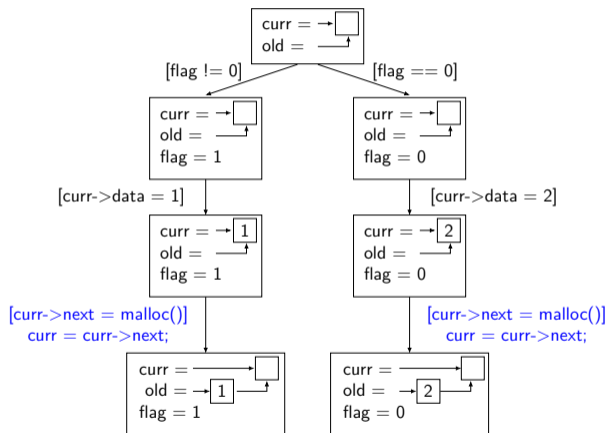 curr =
old =
[flag != 0]
[flag == 0]
curr =
old =
flag = 1
curr =
old =
flag = 0
[curr->data = 1]
[curr->data = 2]
curr = 1
old =
flag = 1
curr = 2
old =
flag = 0
[curr->next = malloc()]
curr = curr->next;
[curr->next = malloc()]
curr = curr->next;
curr =
old = 1
flag = 1
curr =
old = 2
flag = 0